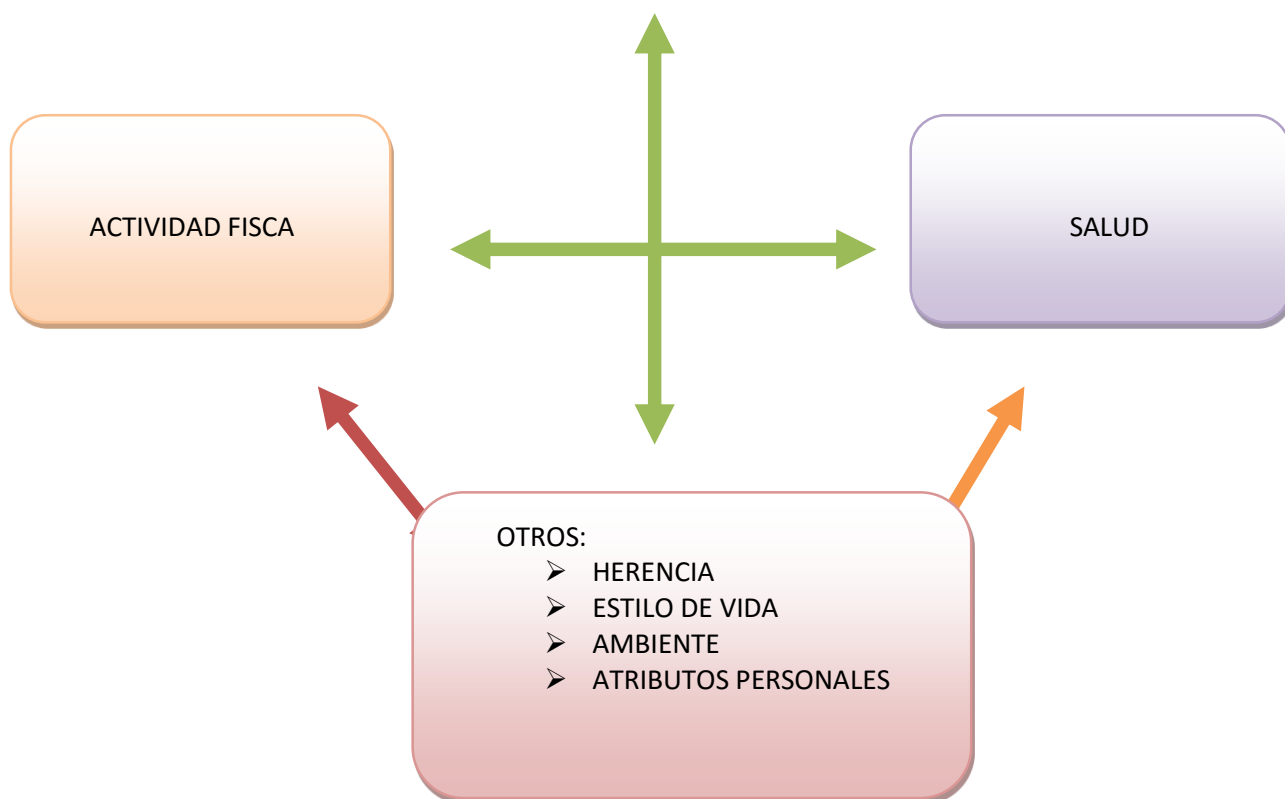 ACTIVIDAD FISCA
SALUD
OTROS:
➢ HERENCIA
➢ ESTILO DE VIDA
➢ AMBIENTE
➢ ATRIBUTOS PERSONALES